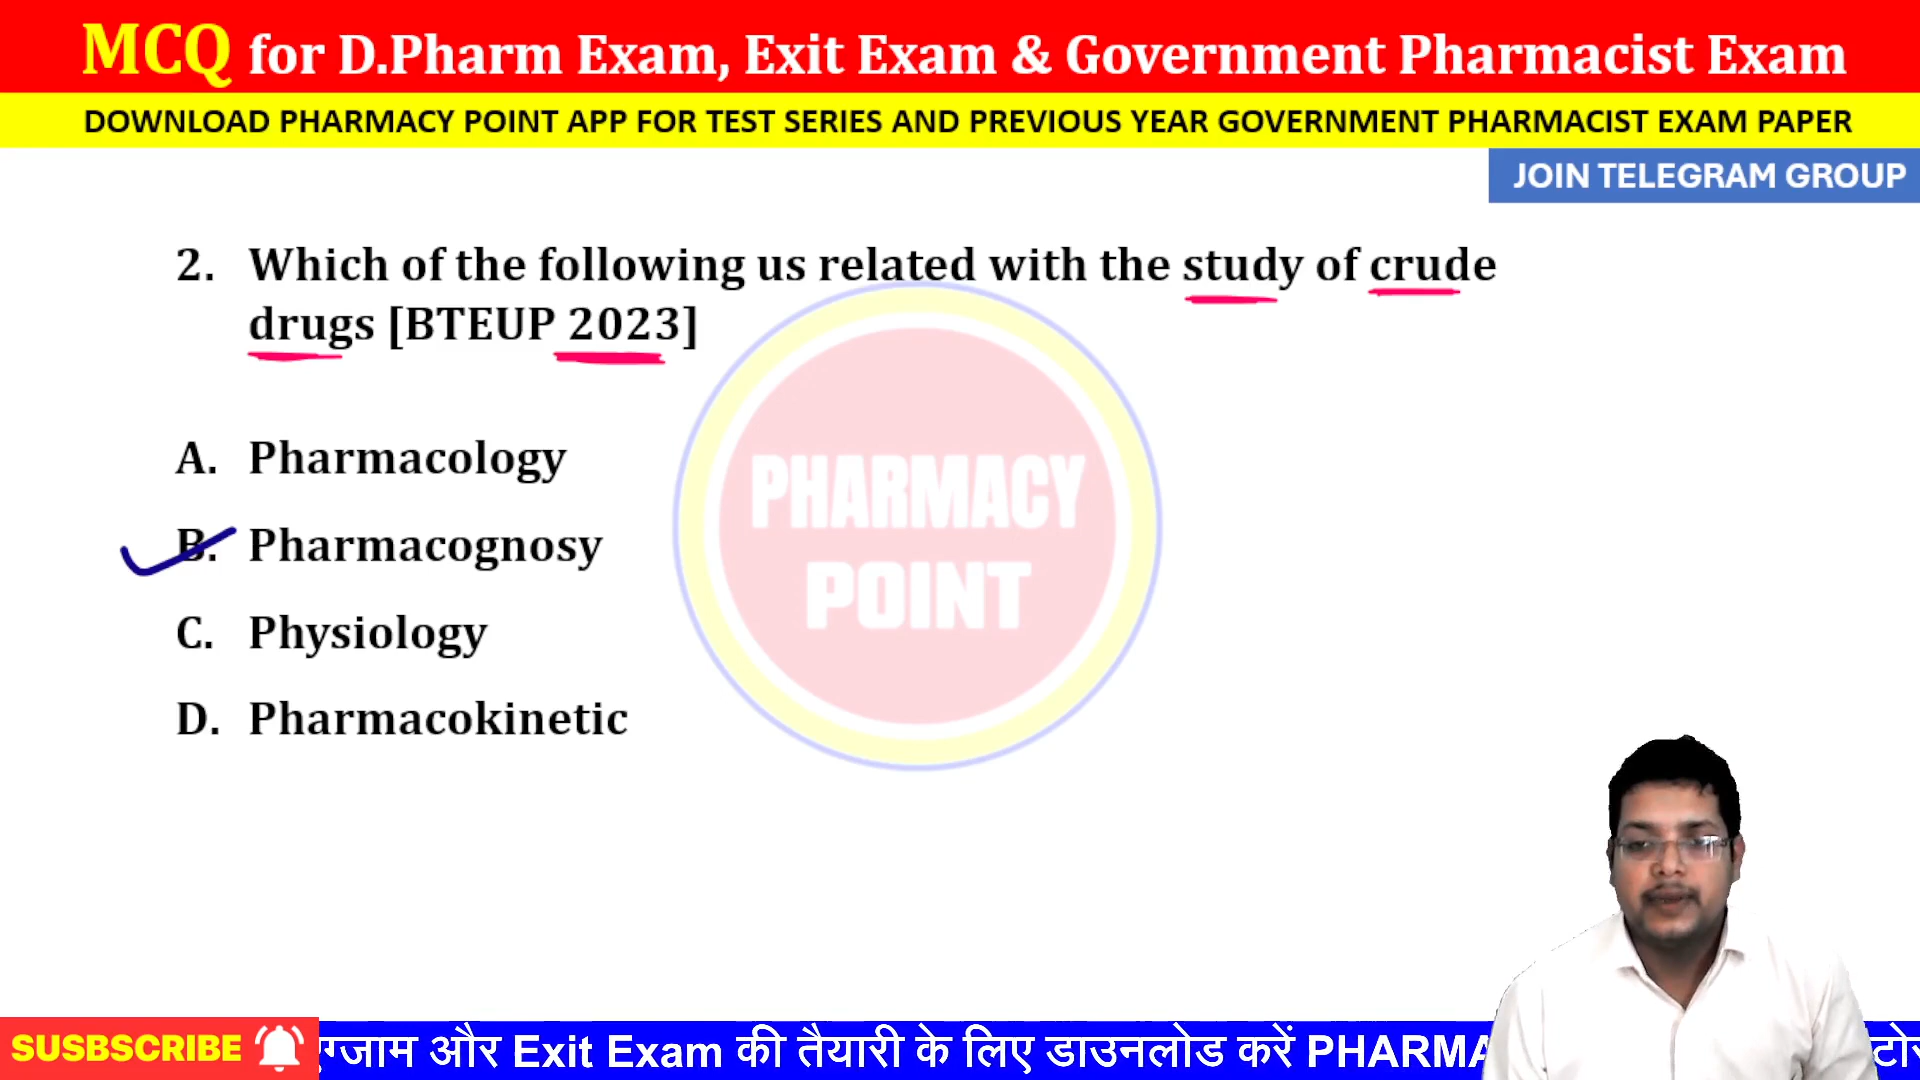 MCQ for D.Pharm Exam, Exit Exam & Government Pharmacist Exam
DOWNLOAD PHARMACY POINT APP FOR TEST SERIES AND PREVIOUS YEAR GOVERNMENT PHARMACIST EXAM PAPER
JOIN TELEGRAM GROUP
2. Which of the following us related with the study of crude
drugs [BTEUP 2023]
A. Pharmacology
B. Pharmacognosy
C. Physiology
D. Pharmacokinetic
PHARMACY
POINT
SUSBSCRIBE
और Exit Exam की तैयारी के लिए डाउनलोड करें